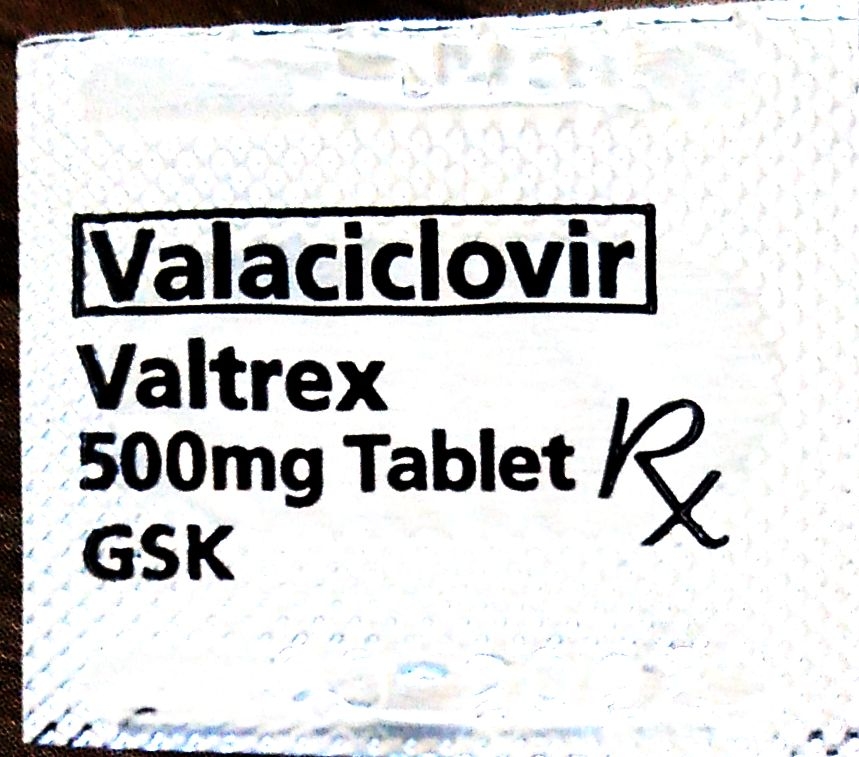 Valaciclovir
Valtrex
500mg Tablet Rx
GSK